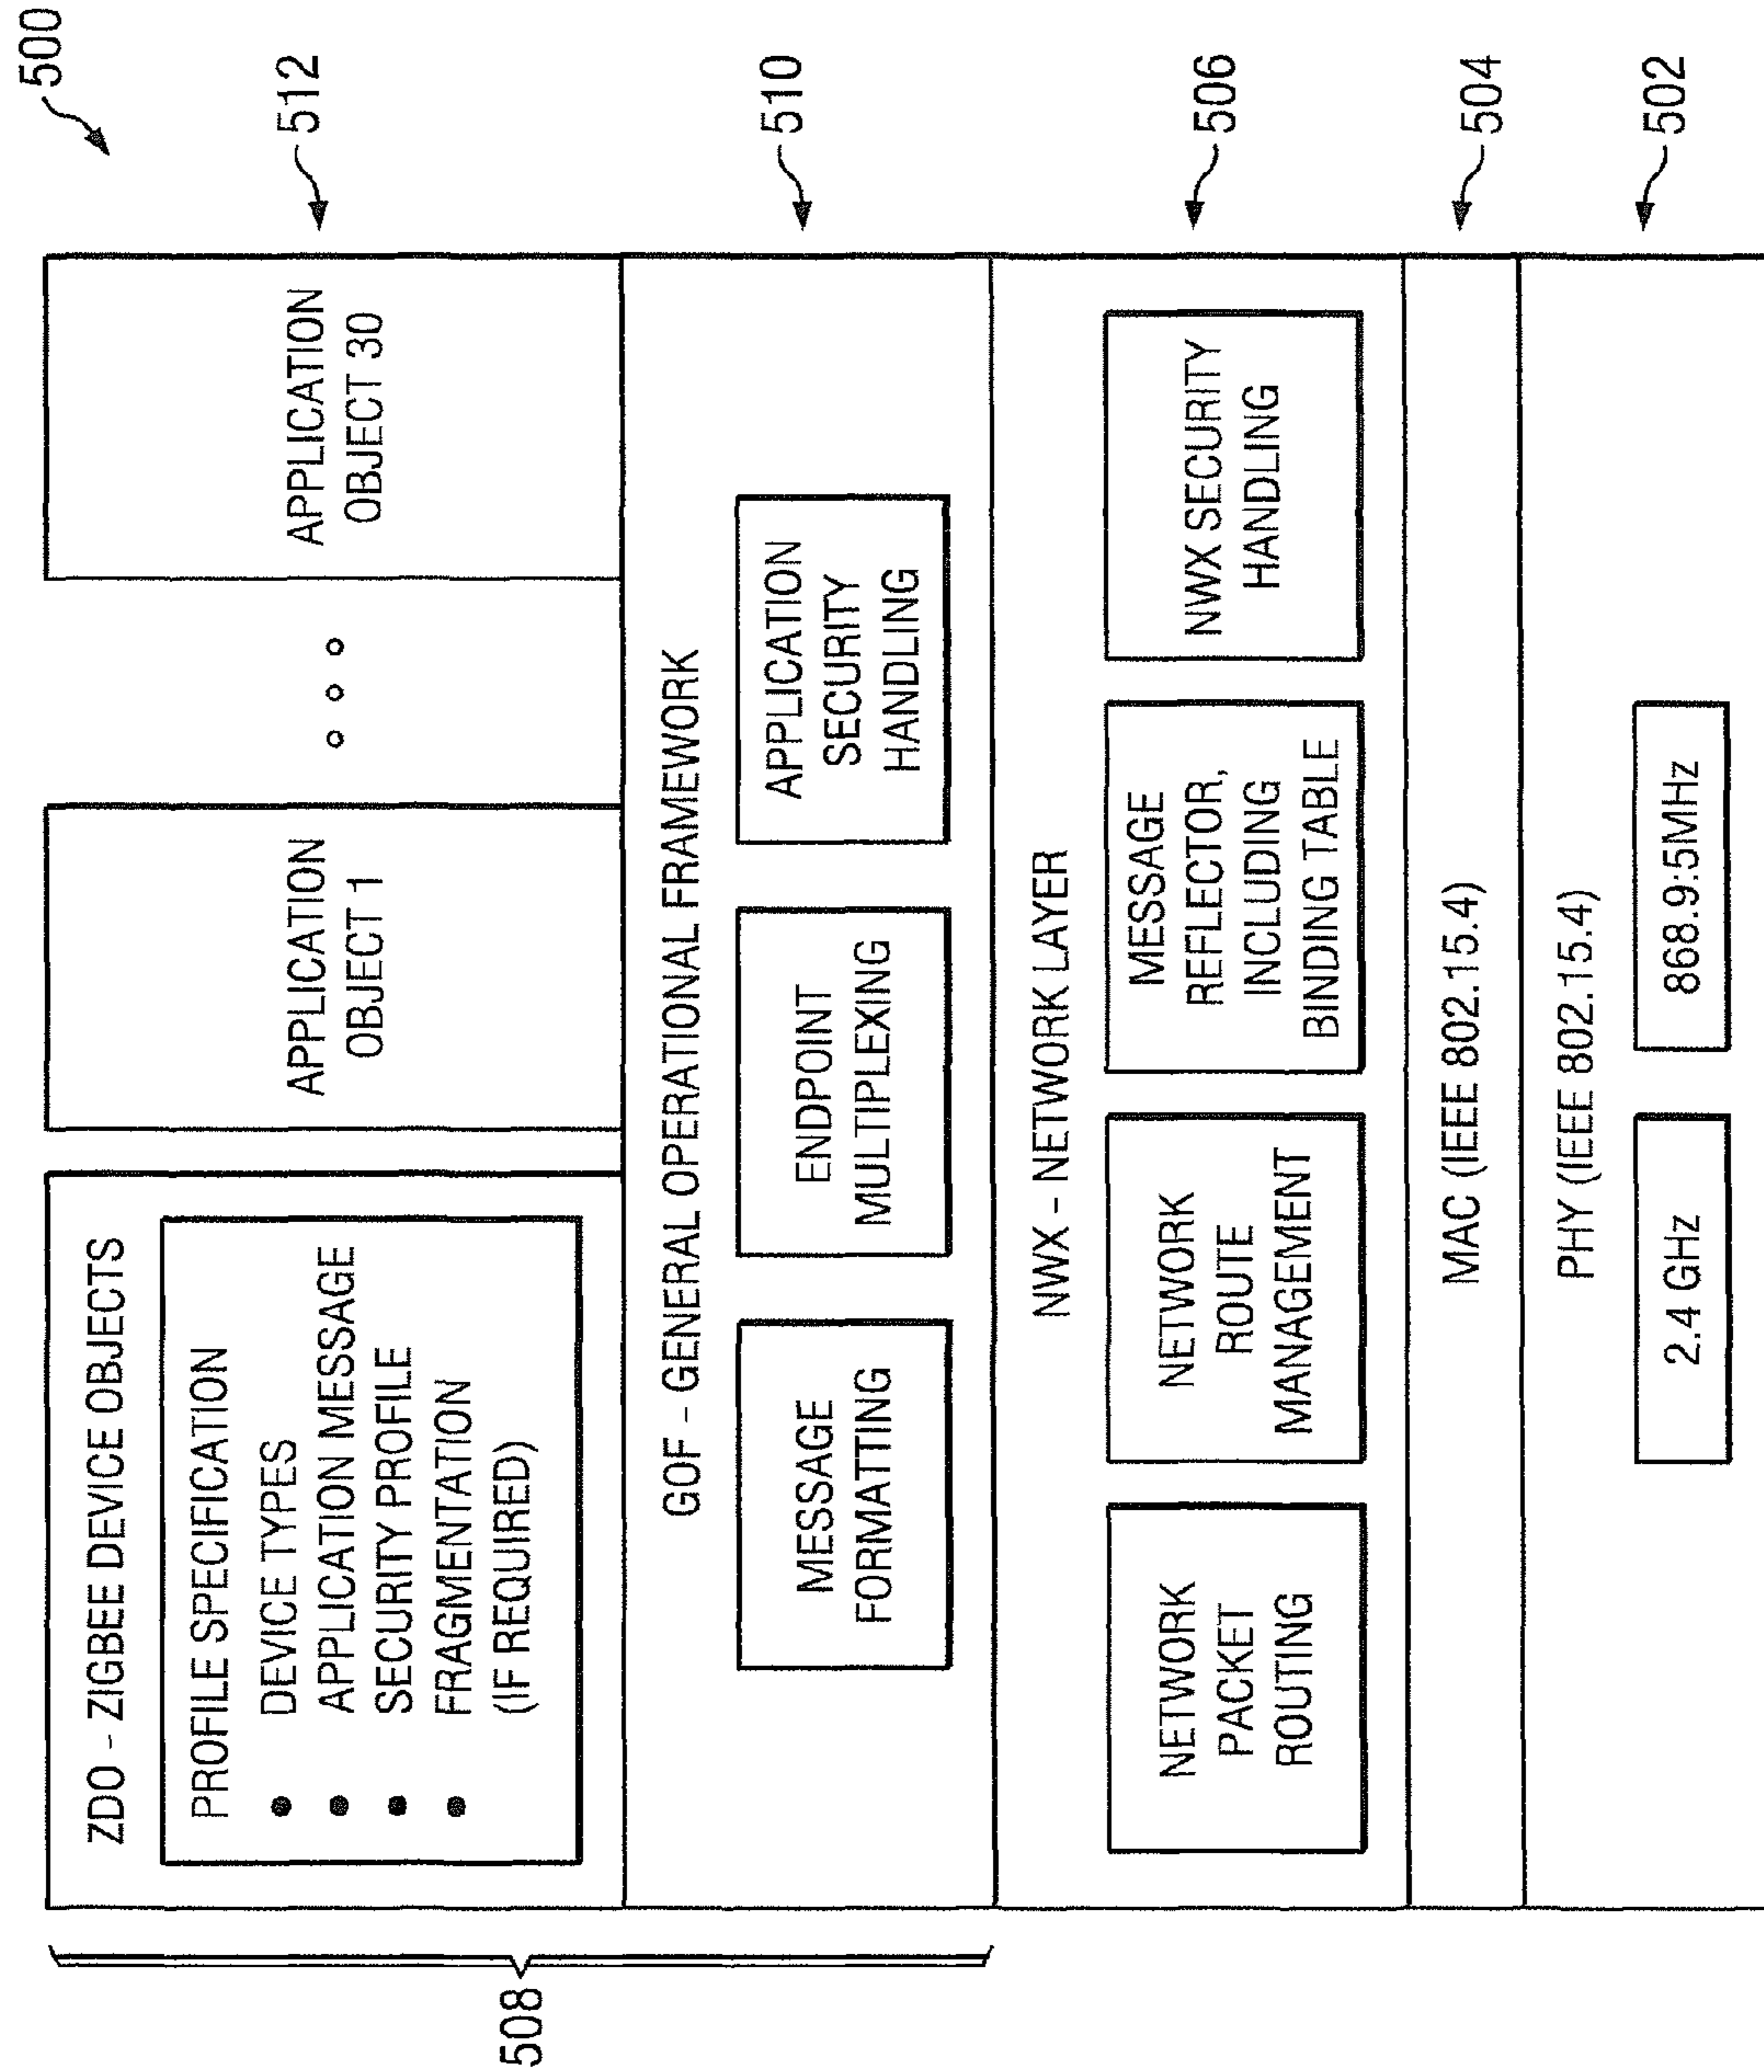 500
512
ZDO - ZIGBEE DEVICE OBJECTS
PROFILE SPECIFICATION
• DEVICE TYPES
• APPLICATION MESSAGE
• SECURITY PROFILE
• FRAGMENTATION
(IF REQUIRED)
APPLICATION
OBJECT 1
APPLICATION
OBJECT 30
508
510
GOF - GENERAL OPERATIONAL FRAMEWORK
MESSAGE
FORMATTING
ENDPOINT
MULTIPLEXING
APPLICATION
SECURITY
HANDLING
506
NWX - NETWORK LAYER
NETWORK
PACKET
ROUTING
NETWORK
ROUTE
MANAGEMENT
MESSAGE
REFLECTOR,
INCLUDING
BINDING TABLE
NWX SECURITY
HANDLING
504
MAC (IEEE 802.15.4)
502
PHY (IEEE 802.15.4)
2.4 GHz
868.9:5MHz